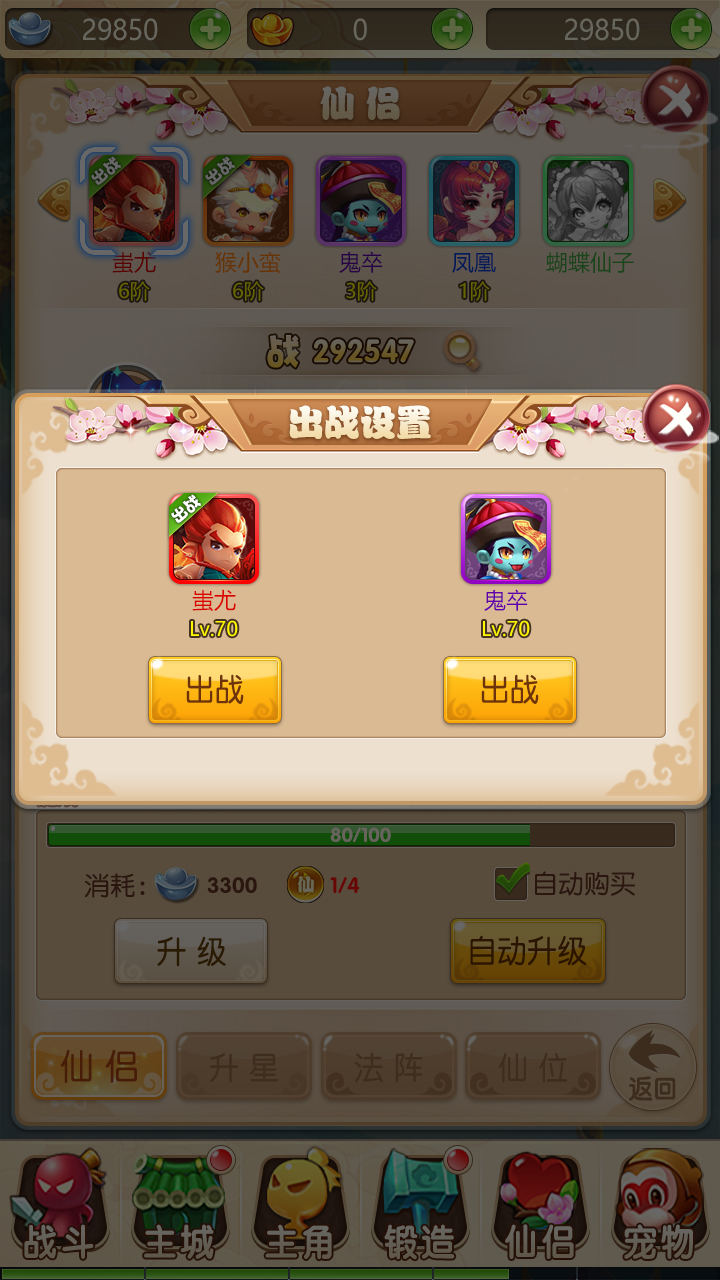 29850 0 29850
仙侣
出战 出战
蚩尤 猴小蛮 鬼卒 凤凰 蝴蝶仙子
6阶 6阶 3阶 1阶
战 292547
出战设置
出战
蚩尤 鬼卒
Lv.70 Lv.70
出战 出战
80/100
消耗: 3300 仙 1/4 自动购买
升级 自动升级
仙侣 升星 法阵 仙位 返回
战斗 主城 主角 锻造 仙侣 宠物